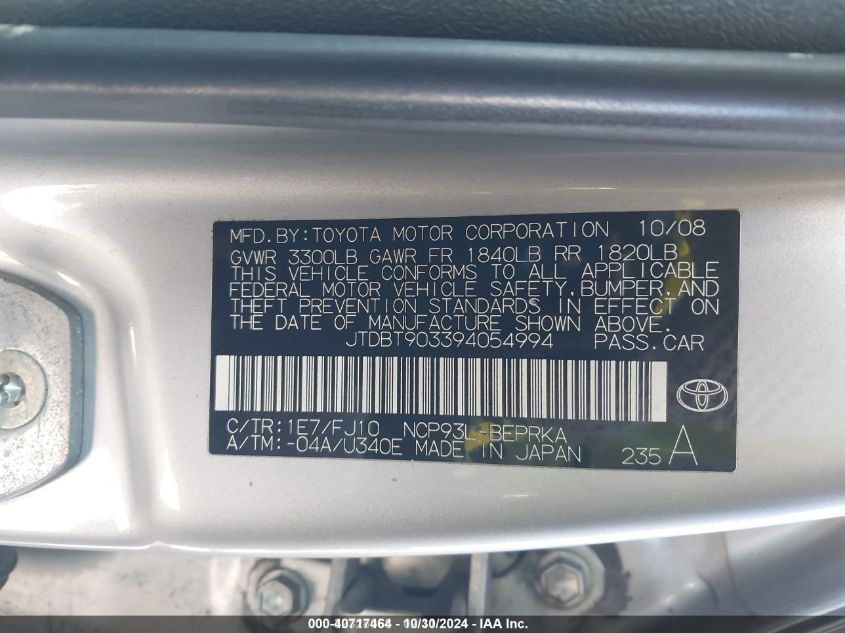 MFD. BY: TOYOTA MOTOR CORPORATION 10/08
GVWR 3300LB GAWR FR 1840LB RR 1820LB
THIS VEHICLE CONFORMS TO ALL APPLICABLE
FEDERAL MOTOR VEHICLE SAFETY, BUMPER, AND
THEFT PREVENTION STANDARDS IN EFFECT ON
THE DATE OF MANUFACTURE SHOWN ABOVE.
JTDBT903394054994 PASS. CAR
C/TR: 1E7/FJ10 NCP93L-BEPRKA
A/TM: -04A/U340E MADE IN JAPAN 235 A
000-40717464 - 10/30/2024 - IAA Inc.